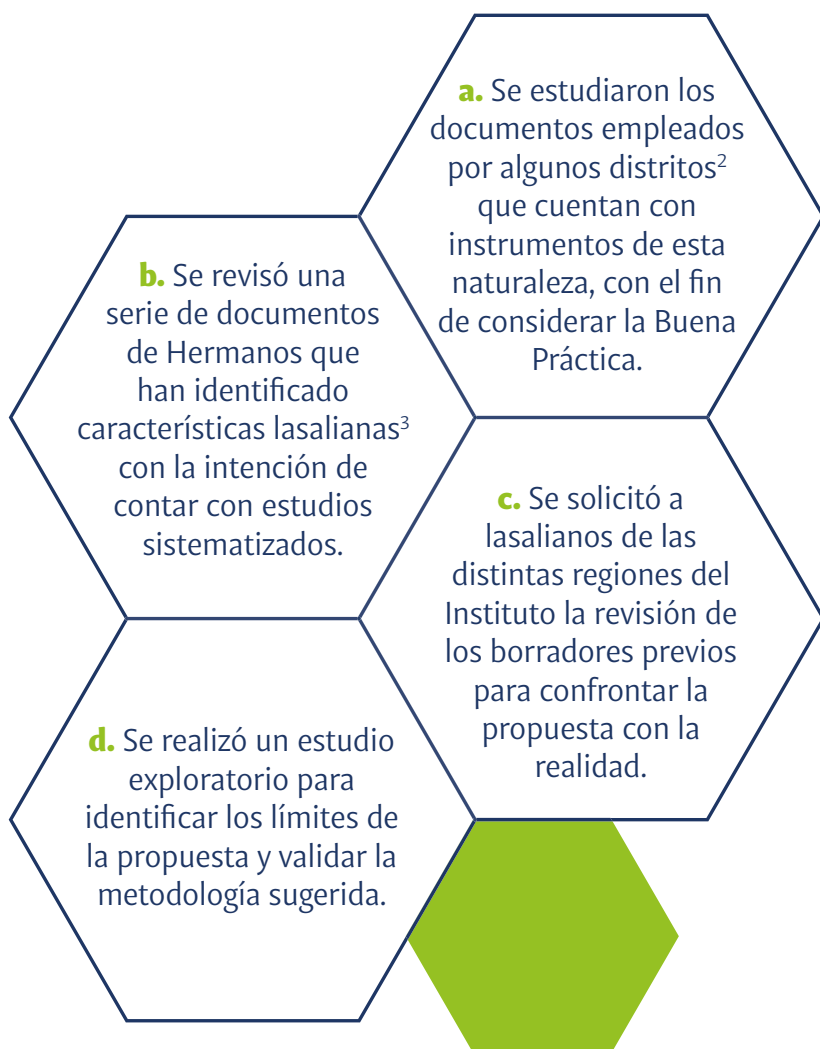 a. Se estudiaron los
documentos empleados
por algunos distritos²
que cuentan con
instrumentos de esta
naturaleza, con el fin
de considerar la Buena
Práctica.
b. Se revisó una
serie de documentos
de Hermanos que
han identificado
características lasalianas³
con la intención de
contar con estudios
sistematizados.
c. Se solicitó a
lasalianos de las
distintas regiones del
Instituto la revisión de
los borradores previos
para confrontar la
propuesta con la
realidad.
d. Se realizó un estudio
exploratorio para
identificar los límites de
la propuesta y validar la
metodología sugerida.